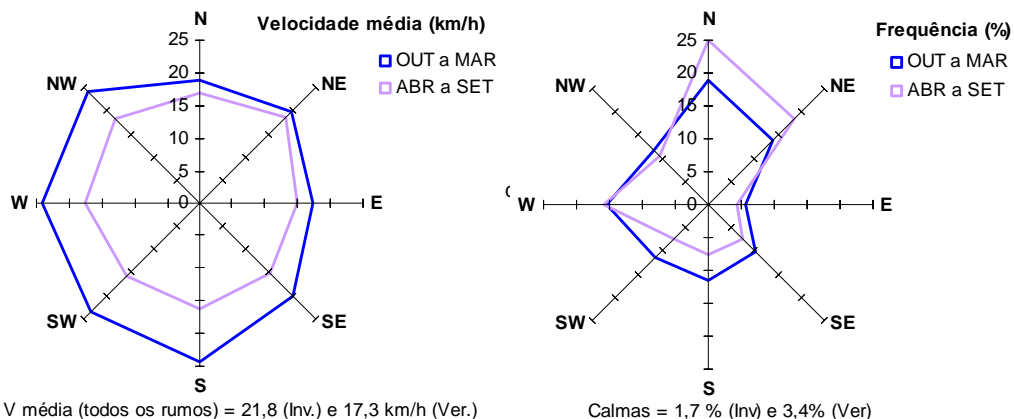 N
Velocidade média (km/h)
OUT a MAR
ABR a SET
25
20
15
10
5
0
NW
NE
W
E
SW
SE
S
V média (todos os rumos) = 21,8 (Inv.) e 17,3 km/h (Ver.)
N
Frequência (%)
OUT a MAR
ABR a SET
25
20
15
10
5
0
NW
NE
W
E
SW
SE
S
Calmas = 1,7 % (Inv) e 3,4% (Ver)